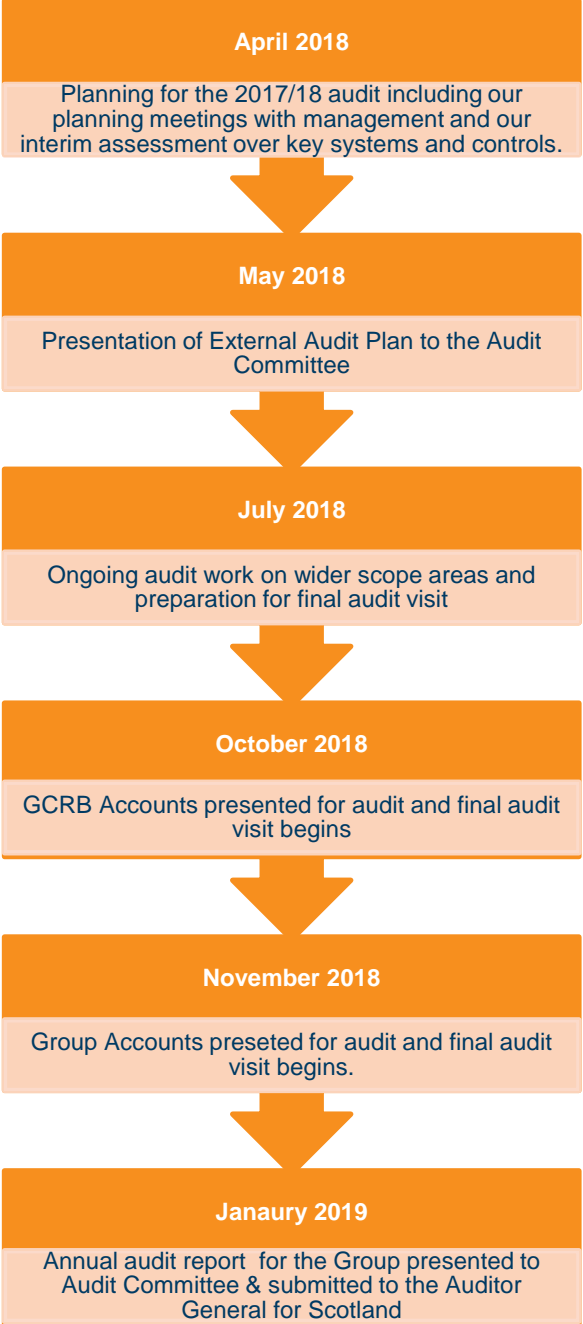 April 2018
Planning for the 2017/18 audit including our
planning meetings with management and our
interim assessment over key systems and controls.
May 2018
Presentation of External Audit Plan to the Audit
Committee
July 2018
Ongoing audit work on wider scope areas and
preparation for final audit visit
October 2018
GCRB Accounts presented for audit and final audit
visit begins
November 2018
Group Accounts preseted for audit and final audit
visit begins.
Janaury 2019
Annual audit report for the Group presented to
Audit Committee & submitted to the Auditor
General for Scotland